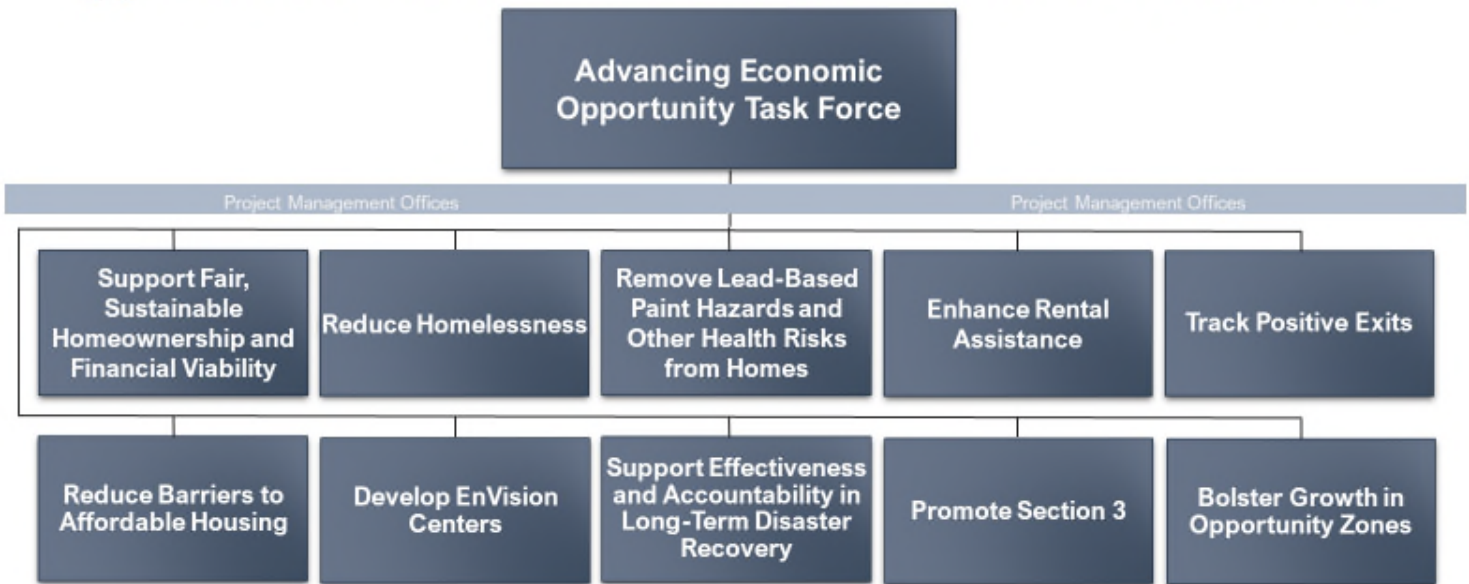 Advancing Economic
Opportunity Task Force
Project Management Offices
Project Management Offices
Support Fair,
Sustainable
Homeownership and
Financial Viability
Reduce Homelessness
Remove Lead-Based
Paint Hazards and
Other Health Risks
from Homes
Enhance Rental
Assistance
Track Positive Exits
Reduce Barriers to
Affordable Housing
Develop EnVision
Centers
Support Effectiveness
and Accountability in
Long-Term Disaster
Recovery
Promote Section 3
Bolster Growth in
Opportunity Zones